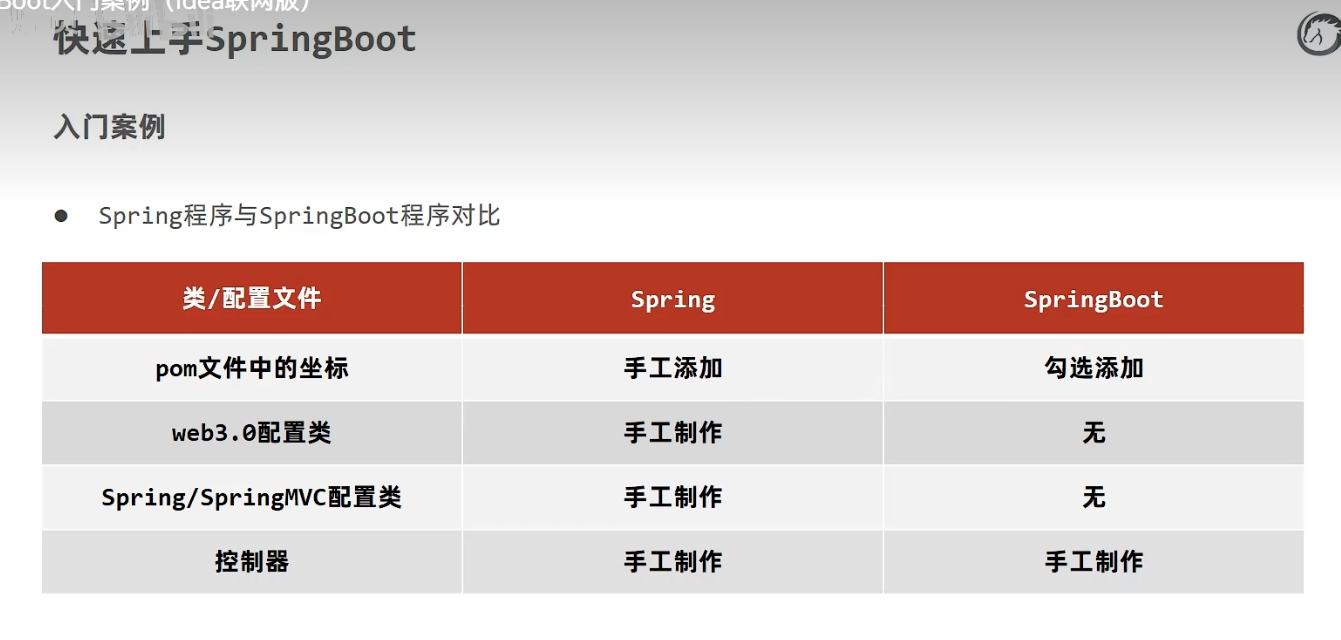 Boot入门案例（idea联网版）
快速上手SpringBoot
入门案例
● Spring程序与SpringBoot程序对比
类/配置文件 Spring SpringBoot
pom文件中的坐标 手工添加 勾选添加
web3.0配置类 手工制作 无
Spring/SpringMVC配置类 手工制作 无
控制器 手工制作 手工制作